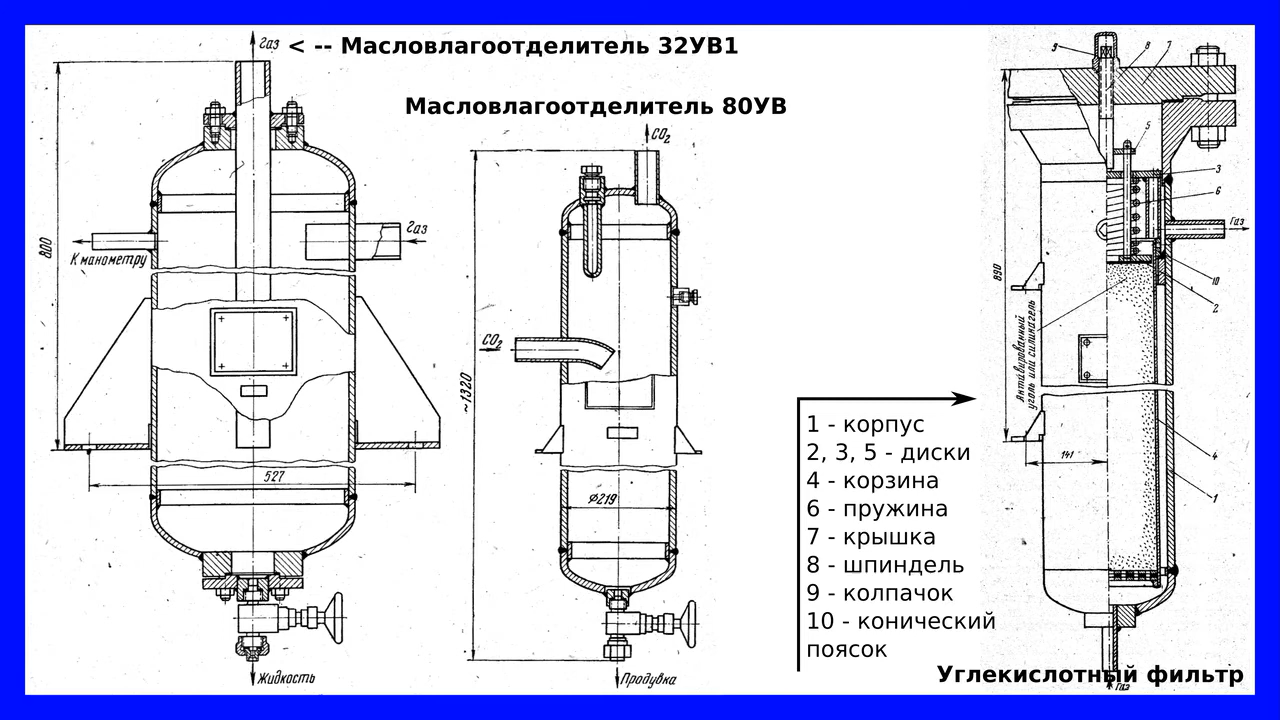 Газ
< -- Масловлагоотделитель 32УВ1
Масловлагоотделитель 80УВ
800
К манометру
Газ
527
Жидкость
CO2
CO2
~1320
Ф219
Продувка
1 - корпус
2, 3, 5 - диски
4 - корзина
6 - пружина
7 - крышка
8 - шпиндель
9 - колпачок
10 - конический
поясок
9
8
7
5
3
6
Газ
10
2
890
Активированный
уголь или силикагель
141
4
1
Углекислотный фильтр
Газ